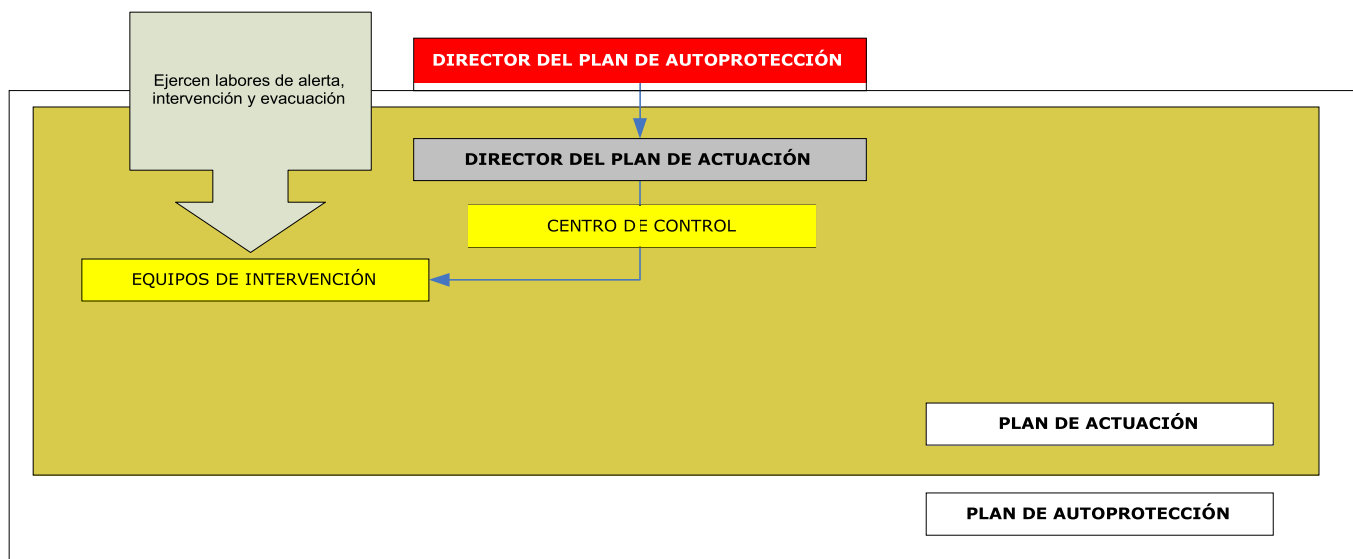 DIRECTOR DEL PLAN DE AUTOPROTECCIÓN
Ejercen labores de alerta,
intervención y evacuación
DIRECTOR DEL PLAN DE ACTUACIÓN
CENTRO DE CONTROL
EQUIPOS DE INTERVENCIÓN
PLAN DE ACTUACIÓN
PLAN DE AUTOPROTECCIÓN